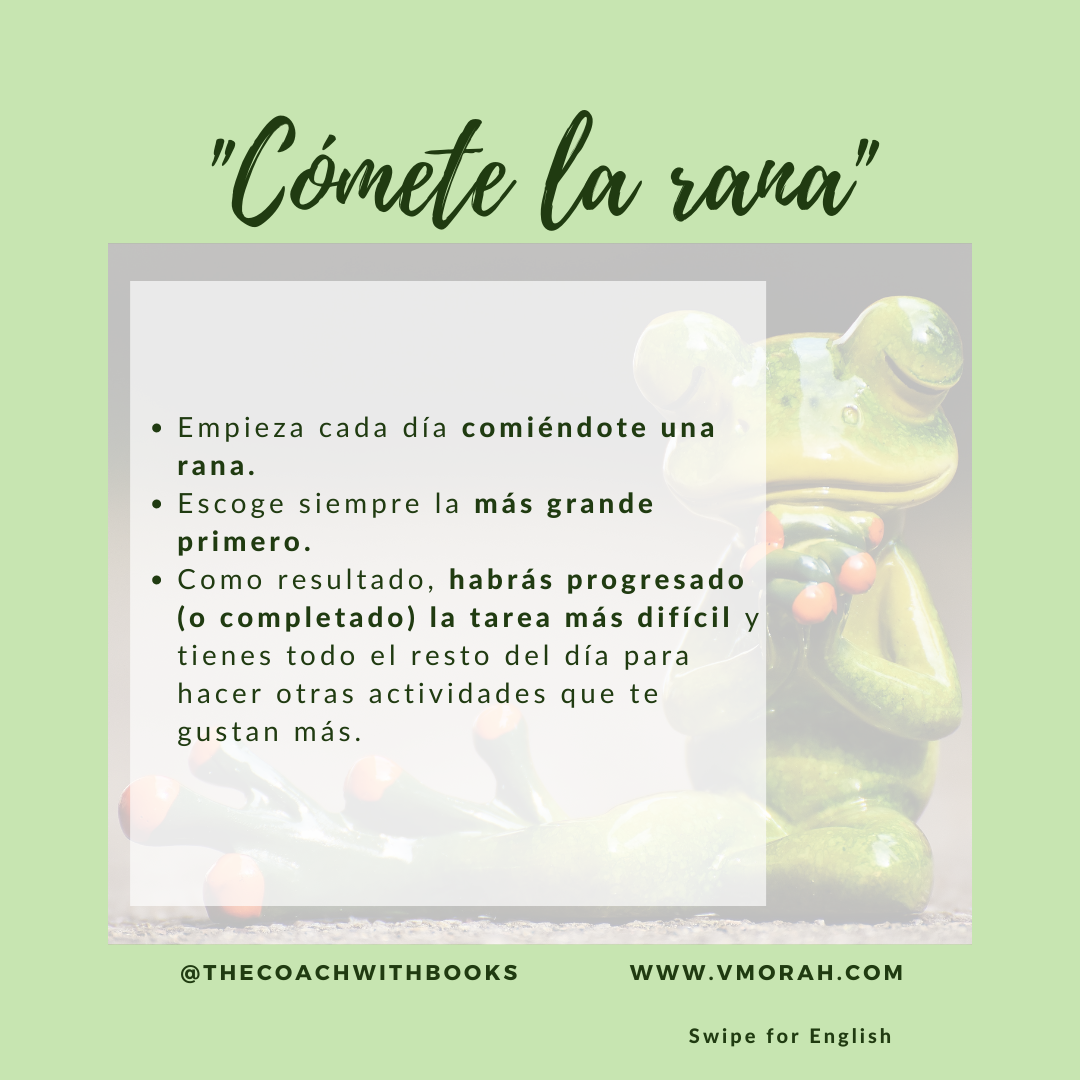 "Cómete la rana"
• Empieza cada día comiéndote una
rana.
• Escoge siempre la más grande
primero.
• Como resultado, habrás progresado
(o completado) la tarea más difícil y
tienes todo el resto del día para
hacer otras actividades que te
gustan más.
@THECOACHWITHBOOKS
WWW.VMORAH.COM
Swipe for English